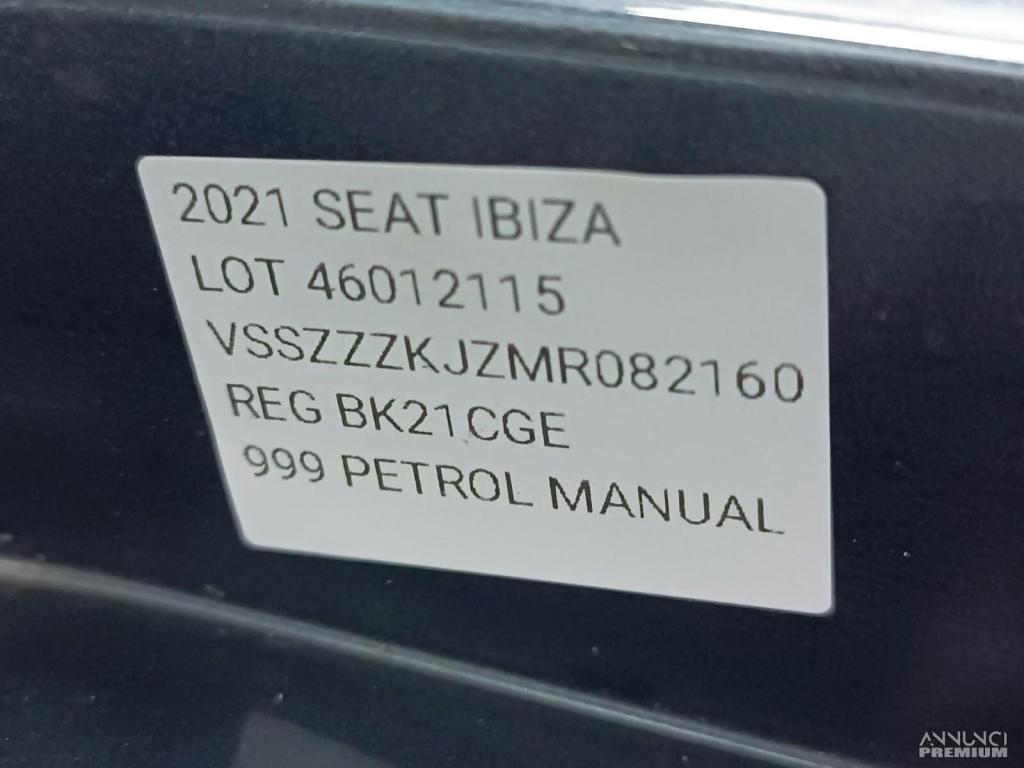 2021 SEAT IBIZA
LOT 46012115
VSSZZZKJZMR082160
REG BK21CGE
999 PETROL MANUAL
ANNUNCI
PREMIUM